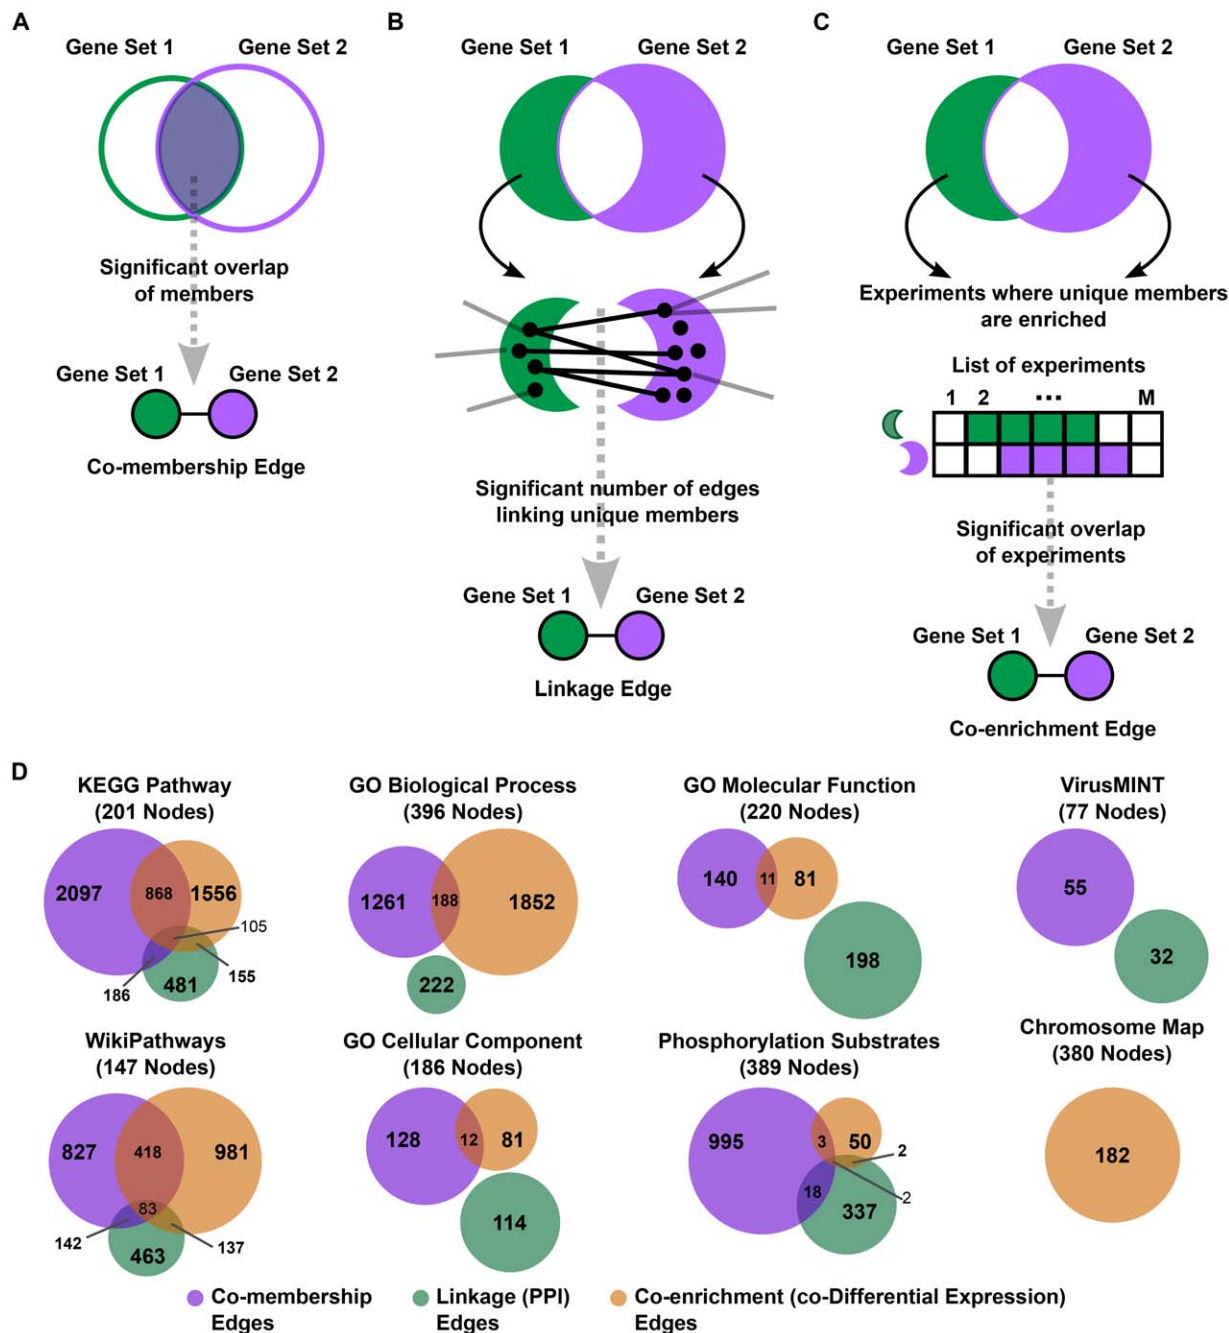 A
Gene Set 1 Gene Set 2
Significant overlap
of members
Gene Set 1 Gene Set 2
Co-membership Edge
B
Gene Set 1 Gene Set 2
Significant number of edges
linking unique members
Gene Set 1 Gene Set 2
Linkage Edge
C
Gene Set 1 Gene Set 2
Experiments where unique members
are enriched
List of experiments
1 2 ... M
Significant overlap
of experiments
Gene Set 1 Gene Set 2
Co-enrichment Edge
D
KEGG Pathway
(201 Nodes)
2097 868 1556
105
186 481 155
GO Biological Process
(396 Nodes)
1261 188 1852
222
GO Molecular Function
(220 Nodes)
140 11 81
198
VirusMINT
(77 Nodes)
55
32
WikiPathways
(147 Nodes)
827 418 981
83
142 463 137
GO Cellular Component
(186 Nodes)
128 12 81
114
Phosphorylation Substrates
(389 Nodes)
995 3 50
2
18 337 2
Chromosome Map
(380 Nodes)
182
Co-membership
Edges
Linkage (PPI)
Edges
Co-enrichment (co-Differential Expression)
Edges